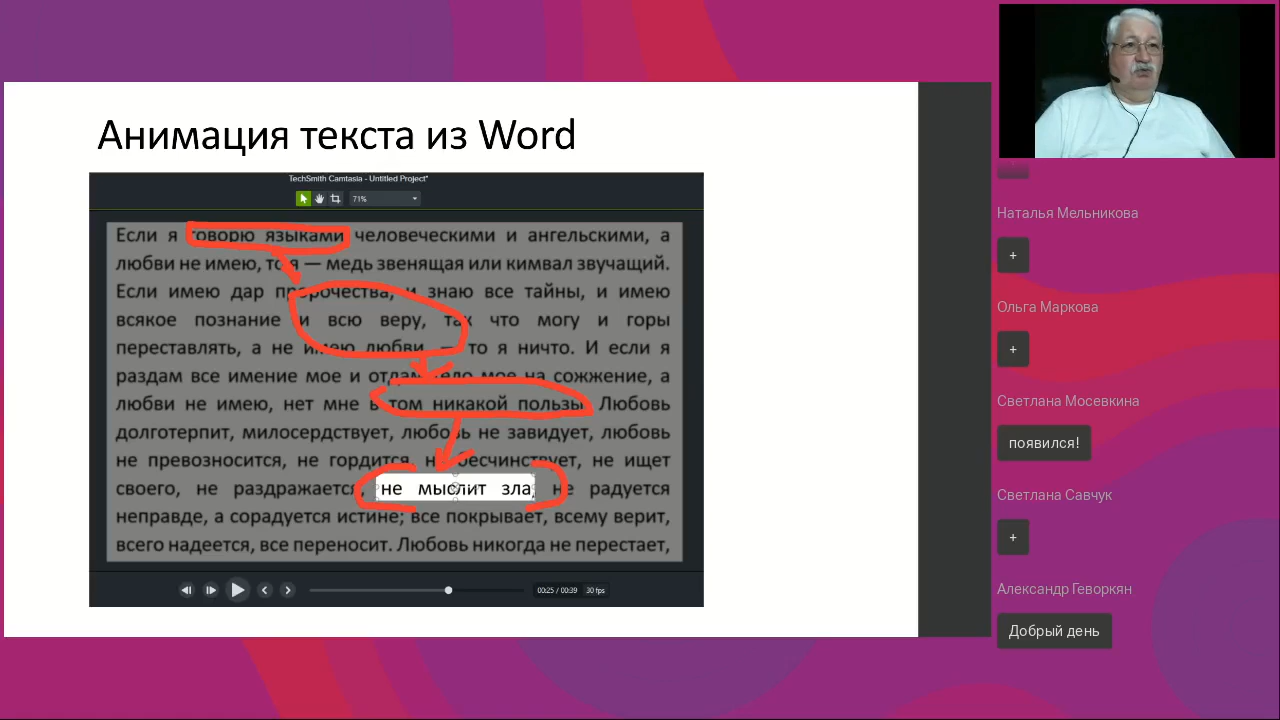 Анимация текста из Word
TechSmith Camtasia - Untitled Project*
71%
Если я говорю языками человеческими и ангельскими, а
любви не имею, то я — медь звенящая или кимвал звучащий.
Если имею дар пророчества, и знаю все тайны, и имею
всякое познание и всю веру, так что могу и горы
переставлять, а не имею любви — то я ничто. И если я
раздам все имение мое и отдам тело мое на сожжение, а
любви не имею, нет мне в том никакой пользы. Любовь
долготерпит, милосердствует, любовь не завидует, любовь
не превозносится, не гордится, не бесчинствует, не ищет
своего, не раздражается, не мыслит зла, не радуется
неправде, а сорадуется истине; все покрывает, всему верит,
всего надеется, все переносит. Любовь никогда не перестает,
00:25 / 00:39 30 fps
Наталья Мельникова
+
Ольга Маркова
+
Светлана Мосевкина
появился!
Светлана Савчук
+
Александр Геворкян
Добрый день